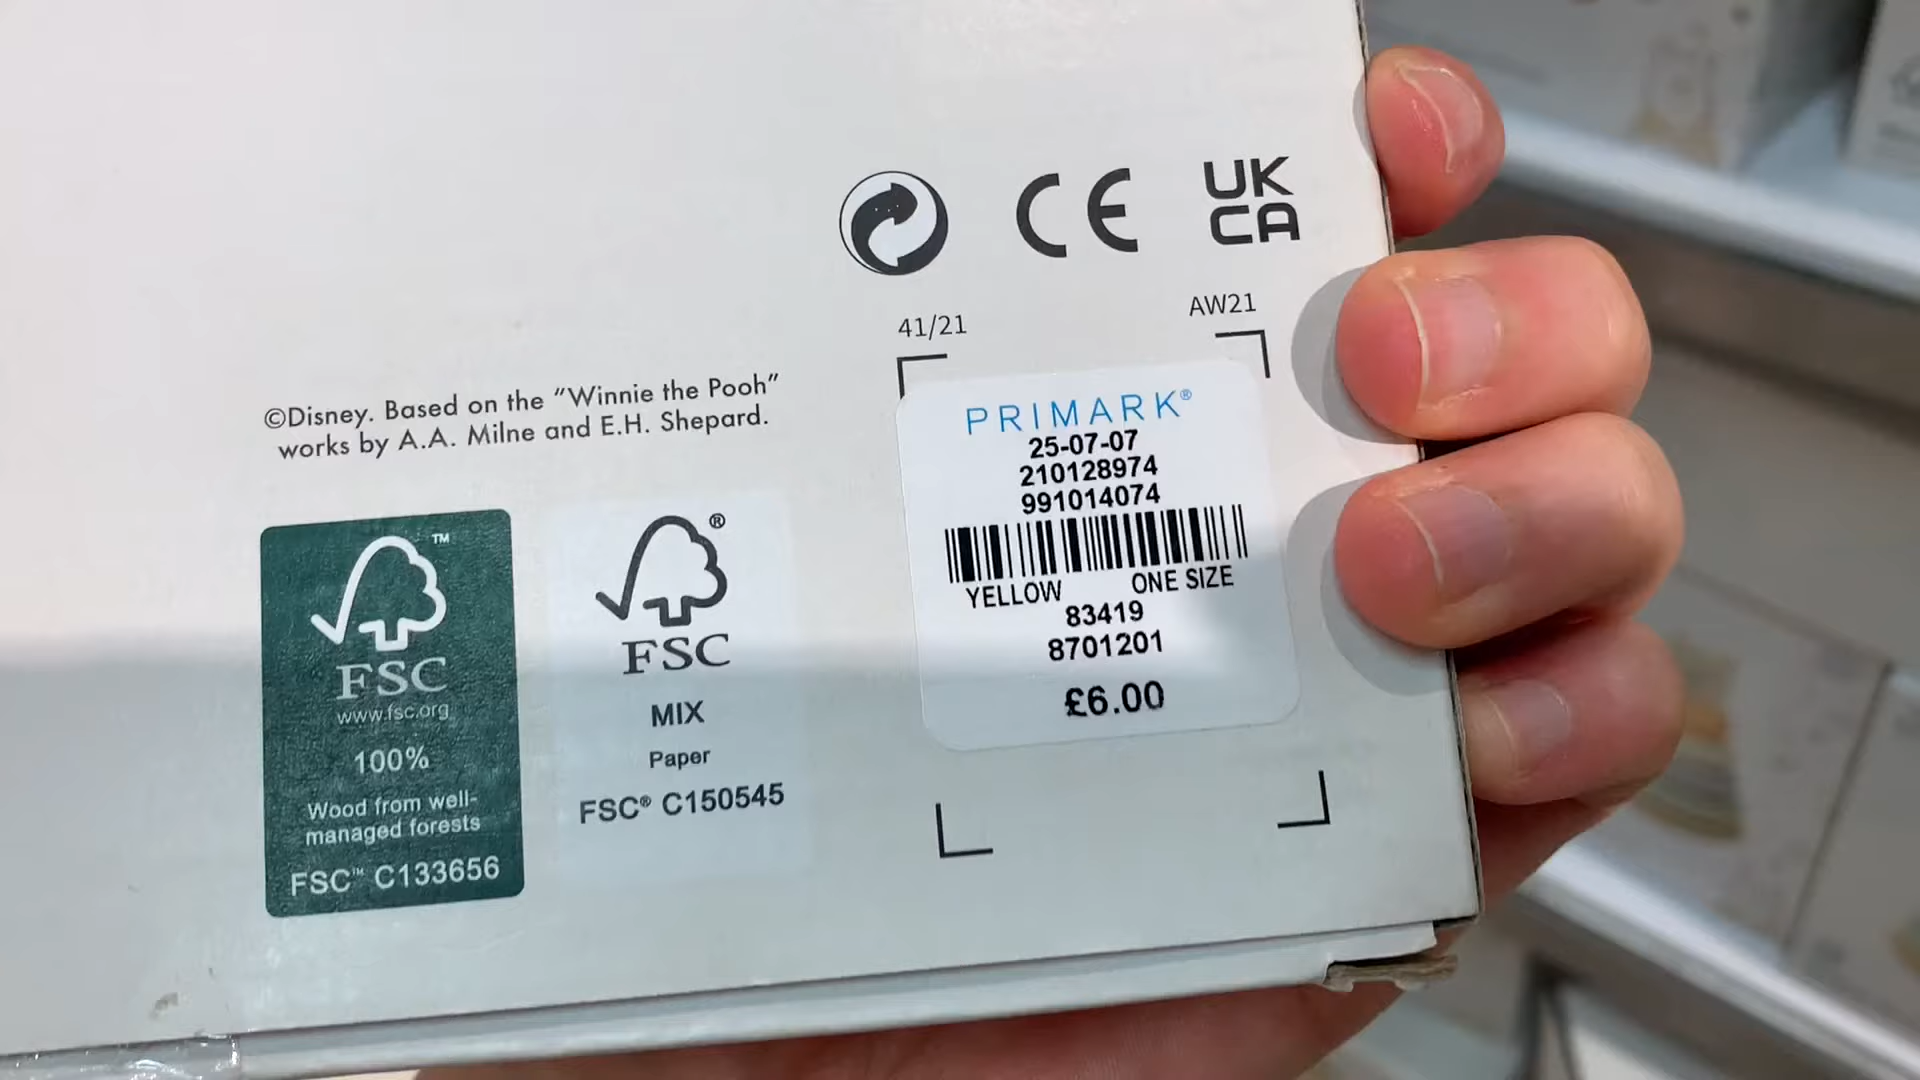 CE
UK
CA
41/21
AW21
©Disney. Based on the “Winnie the Pooh”
works by A.A. Milne and E.H. Shepard.
PRIMARK®
25-07-07
210128974
991014074
YELLOW ONE SIZE
83419
8701201
£6.00
FSC™
www.fsc.org
100%
Wood from well-
managed forests
FSC™ C133656
FSC®
MIX
Paper
FSC® C150545